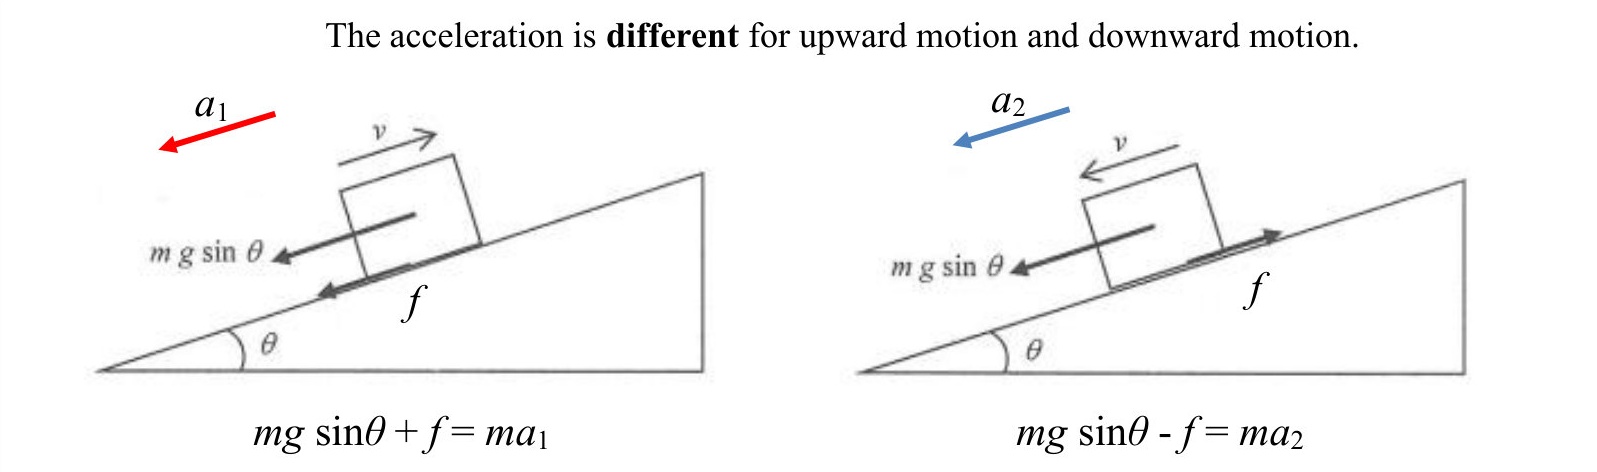 The acceleration is different for upward motion and downward motion.
a₁
v
m g sin θ
f
θ
mg sinθ + f = ma₁
a₂
v
m g sin θ
f
θ
mg sinθ - f = ma₂